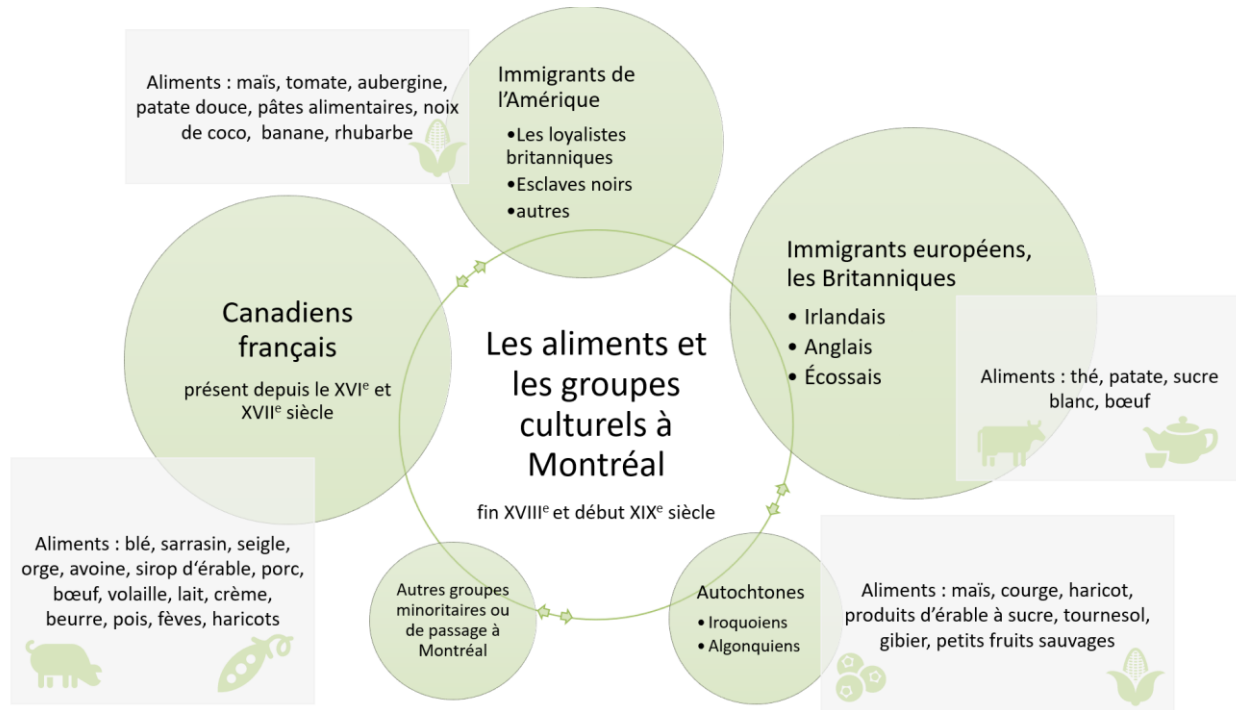 Aliments : maïs, tomate, aubergine,
patate douce, pâtes alimentaires, noix
de coco,  banane, rhubarbe
Immigrants de
l’Amérique
•Les loyalistes
britanniques
•Esclaves noirs
•autres
Immigrants européens,
les Britanniques
• Irlandais
• Anglais
• Écossais
Aliments : thé, patate, sucre
blanc, bœuf
Canadiens
français
présent depuis le XVIᵉ et
XVIIᵉ siècle
Les aliments et
les groupes
culturels à
Montréal
fin XVIIIᵉ et début XIXᵉ siècle
Aliments : blé, sarrasin, seigle,
orge, avoine, sirop d‘érable, porc,
bœuf, volaille, lait, crème,
beurre, pois, fèves, haricots
Autres groupes
minoritaires ou
de passage à
Montréal
Autochtones
• Iroquoiens
• Algonquiens
Aliments : maïs, courge, haricot,
produits d’érable à sucre, tournesol,
gibier, petits fruits sauvages